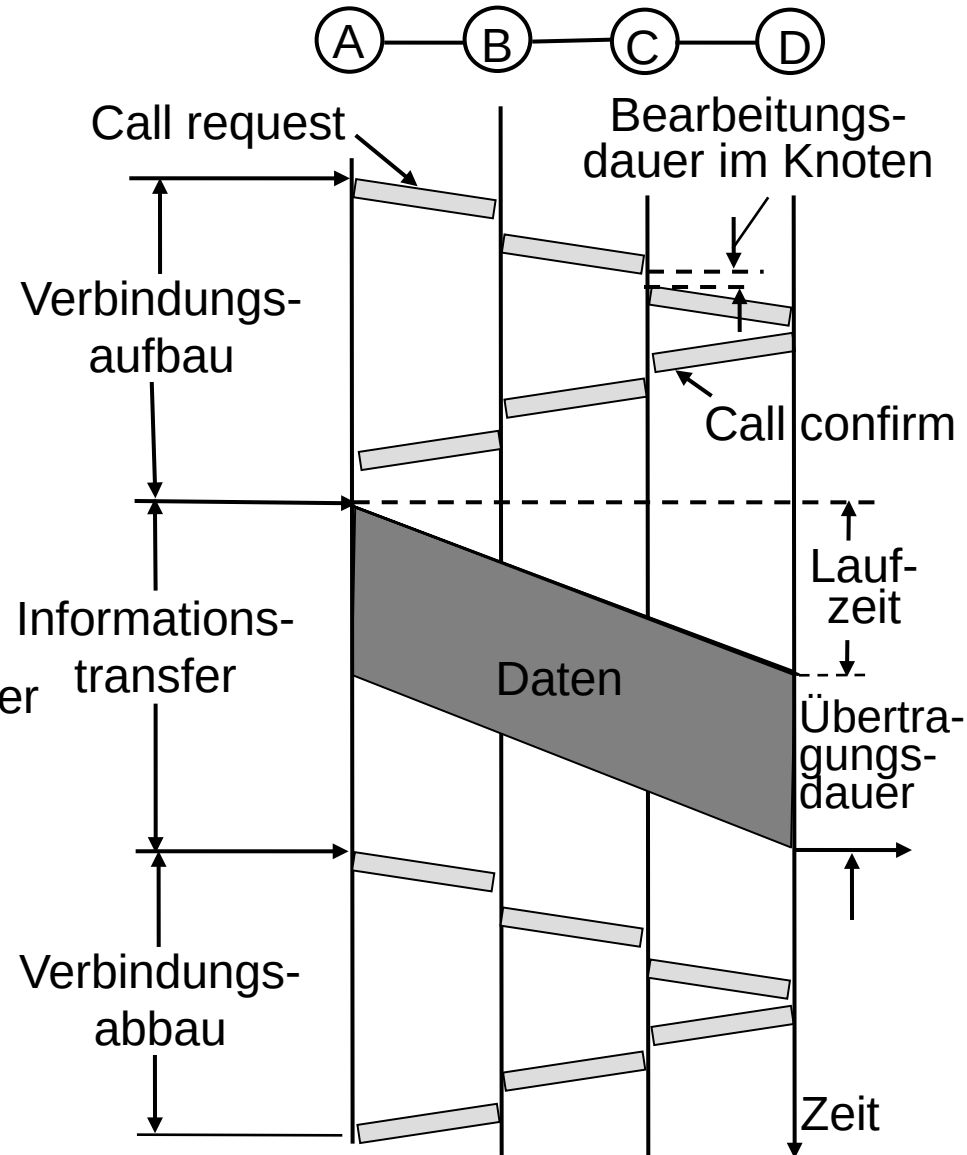 A
B
C
D
Call request
Bearbeitungs-
dauer im Knoten
Verbindungs-
aufbau
Call confirm
Lauf-
zeit
Informations-
transfer
er
Daten
Übertra-
gungs-
dauer
Verbindungs-
abbau
Zeit